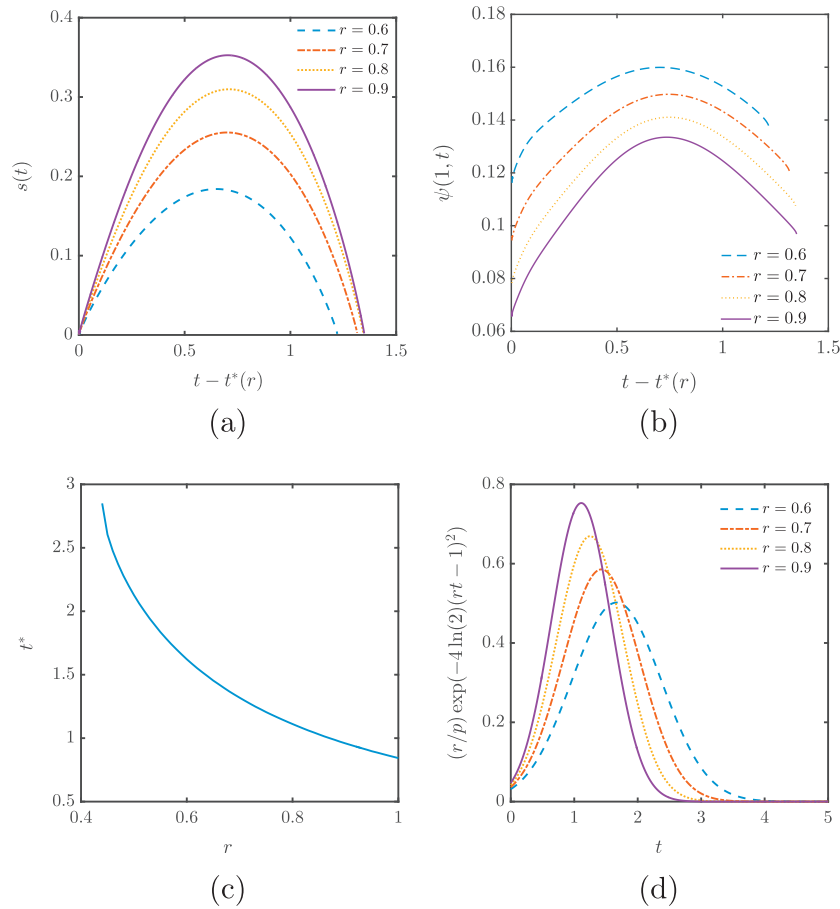 0.4
0.3
0.2
0.1
0
s(t)
r = 0.6
r = 0.7
r = 0.8
r = 0.9
0 0.5 1 1.5
t − t*(r)
(a)
0.18
0.16
0.14
0.12
0.1
0.08
0.06
ψ(1, t)
r = 0.6
r = 0.7
r = 0.8
r = 0.9
0 0.5 1 1.5
t − t*(r)
(b)
3
2.5
2
1.5
1
0.5
t*
0.4 0.6 0.8 1
r
(c)
0.8
0.6
0.4
0.2
0
(r/p) exp(−4 ln(2)(rt − 1)²)
r = 0.6
r = 0.7
r = 0.8
r = 0.9
0 1 2 3 4 5
t
(d)